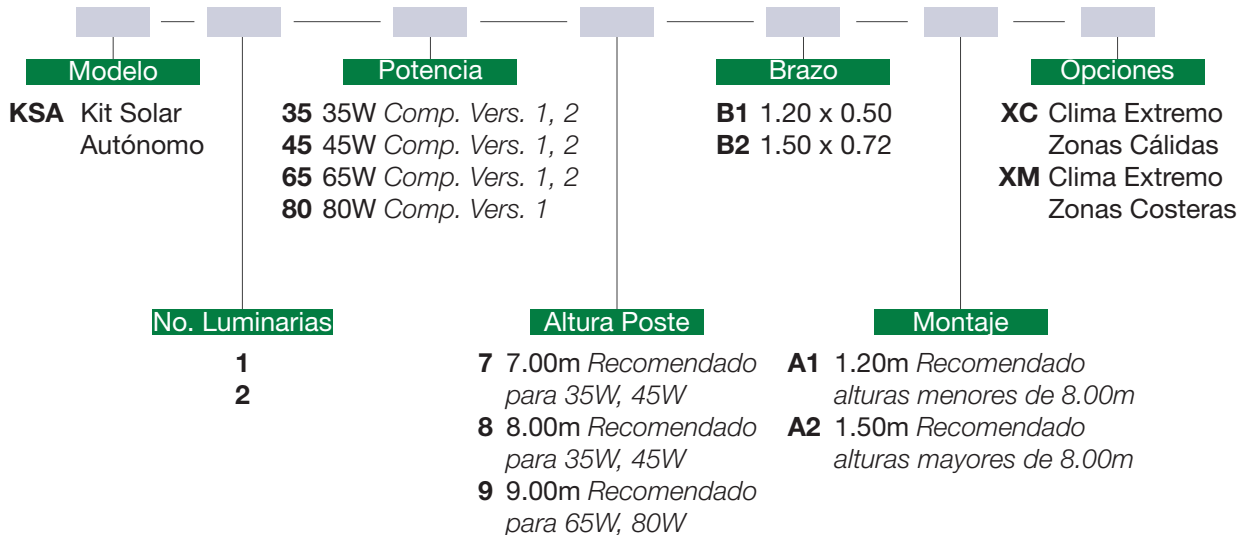 Modelo
KSA Kit Solar
Autónomo
Potencia
35 35W Comp. Vers. 1, 2
45 45W Comp. Vers. 1, 2
65 65W Comp. Vers. 1, 2
80 80W Comp. Vers. 1
Brazo
B1 1.20 x 0.50
B2 1.50 x 0.72
Opciones
XC Clima Extremo
Zonas Cálidas
XM Clima Extremo
Zonas Costeras
No. Luminarias
1
2
Altura Poste
7 7.00m Recomendado
para 35W, 45W
8 8.00m Recomendado
para 35W, 45W
9 9.00m Recomendado
para 65W, 80W
Montaje
A1 1.20m Recomendado
alturas menores de 8.00m
A2 1.50m Recomendado
alturas mayores de 8.00m